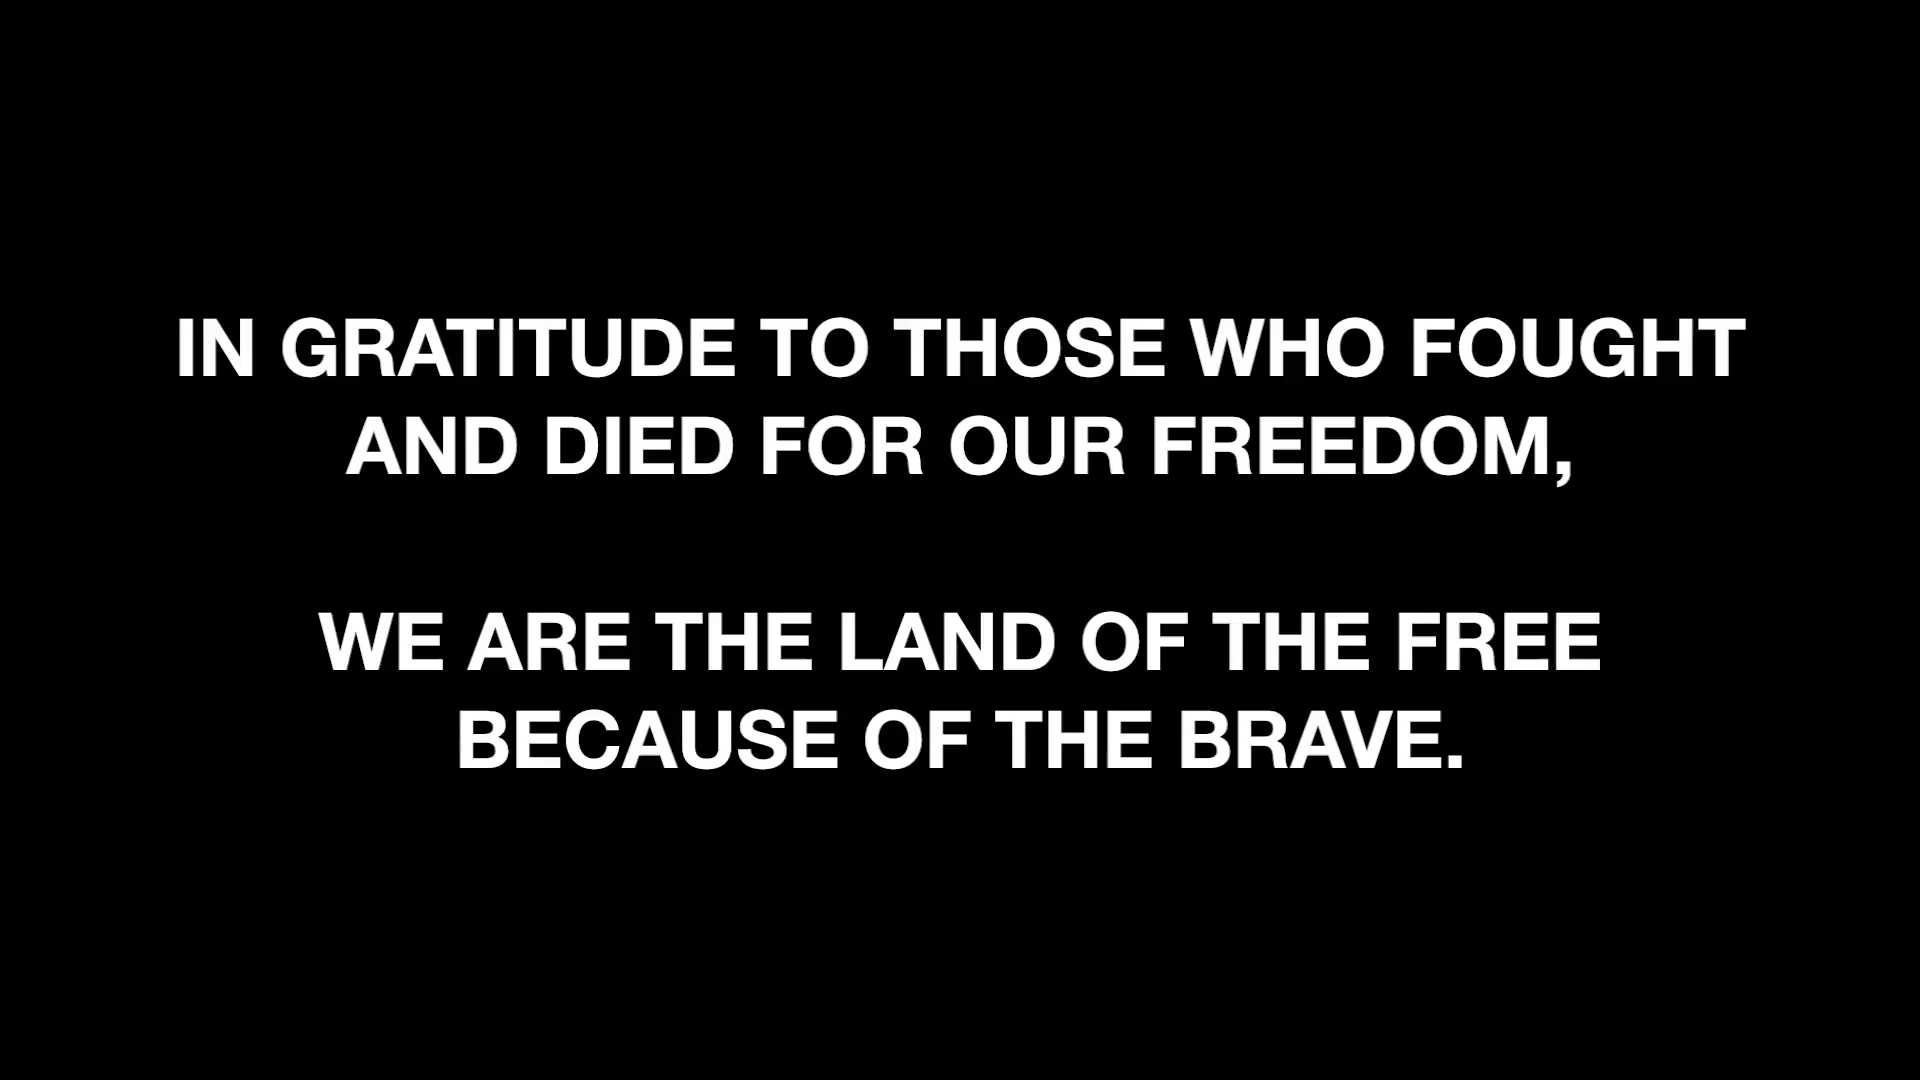 IN GRATITUDE TO THOSE WHO FOUGHT
AND DIED FOR OUR FREEDOM,
WE ARE THE LAND OF THE FREE
BECAUSE OF THE BRAVE.